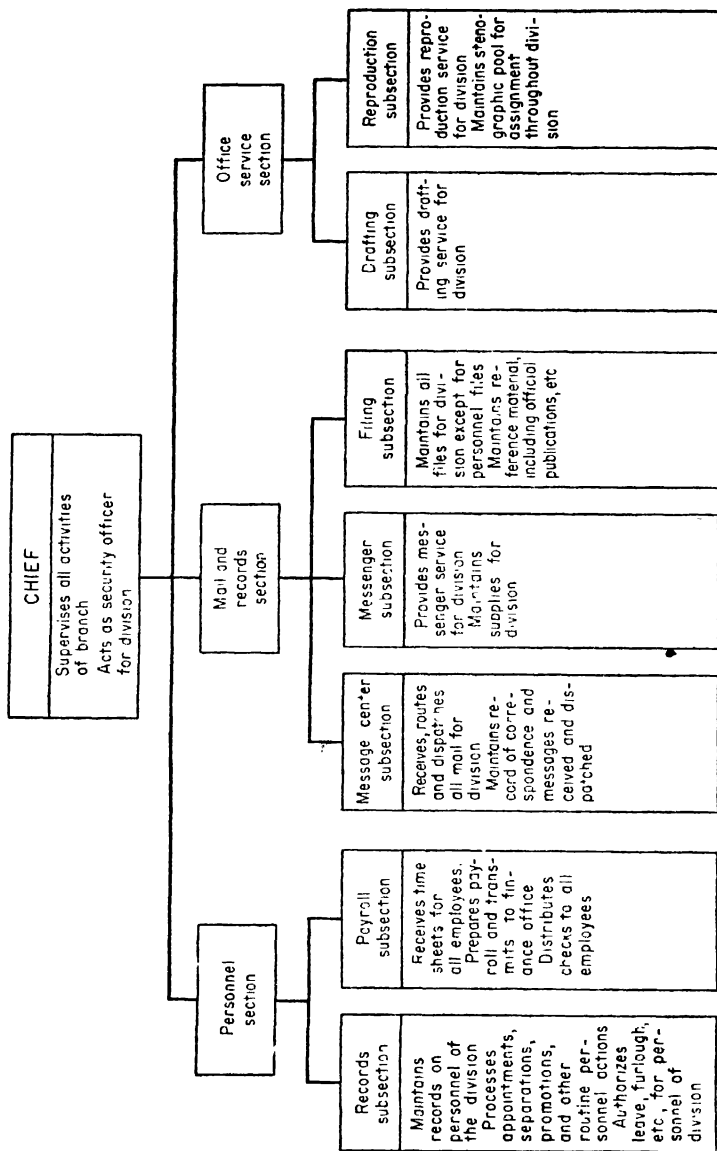 CHIEF
Supervises all activities
of branch
Acts as security officer
for division
Personnel
section
Mail and
records
section
Office
service
section
Records
subsection
Maintains
records on
personnel of
the division
Processes
appointments,
separations,
promotions,
and other
routine per-
sonnel actions
Authorizes
leave, furlough,
etc, for per-
sonnel of
division
Payroll
subsection
Receives time
sheets for
all employees.
Prepares pay-
roll and trans-
mits to fin-
ance office
Distributes
checks to all
employees
Message center
subsection
Receives, routes
and dispatches
all mail for
division
Maintains re-
cord of corre-
spondence and
messages re-
ceived and dis-
patched
Messenger
subsection
Provides mes-
senger service
for division
Maintains
supplies for
division
Filing
subsection
Maintains all
files for divi-
sion except for
personnel files
Maintains re-
ference material,
including official
publications, etc
Drafting
subsection
Provides draft-
ing service for
division
Reproduction
subsection
Provides repro-
duction service
for division
Maintains steno-
graphic pool for
assignment
throughout divi-
sion